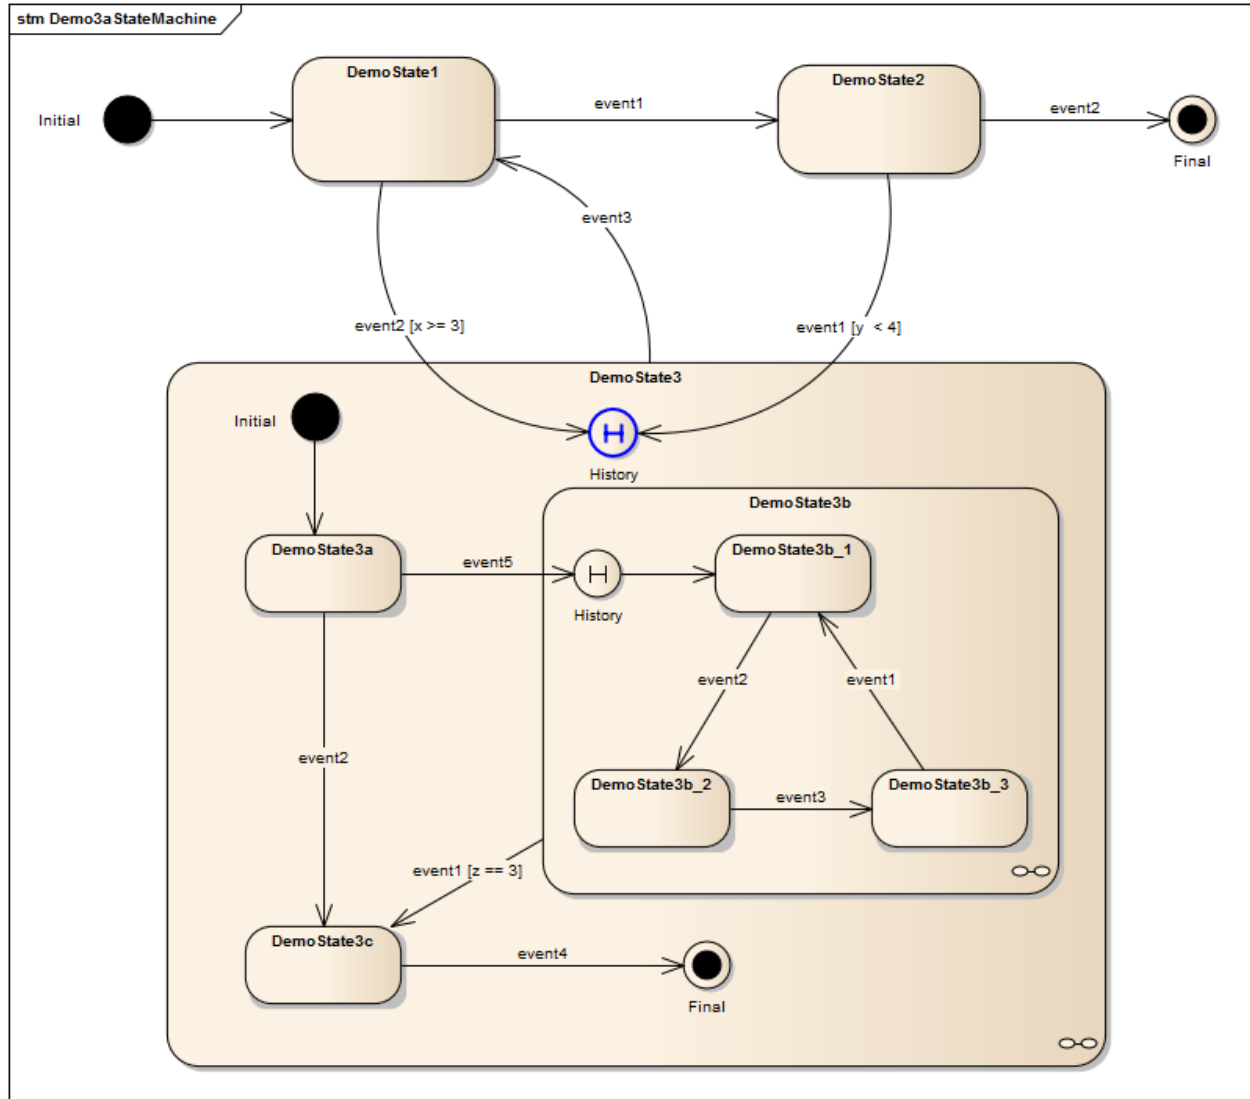 stm Demo3aStateMachine
DemoState1
DemoState2
Initial
event1
event2
Final
event3
event2 [x >= 3]
event1 [y < 4]
DemoState3
Initial
H
History
DemoState3b
DemoState3a
event5
H
History
DemoState3b_1
event2
event1
event2
DemoState3b_2
event3
DemoState3b_3
event1 [z == 3]
DemoState3c
event4
Final